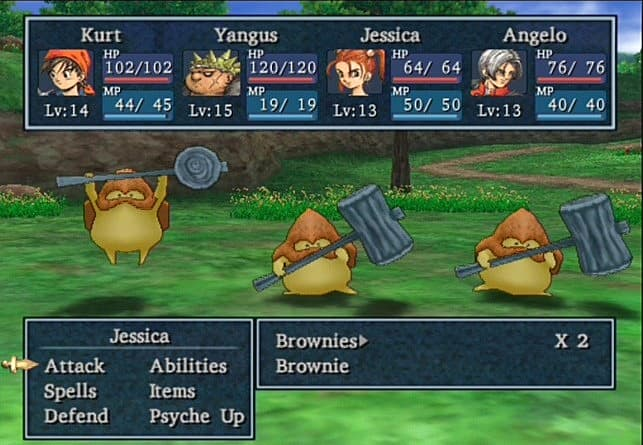 Kurt Yangus Jessica Angelo
HP HP HP HP
102/102 120/120 64/ 64 76/ 76
MP MP MP MP
Lv:14 44/ 45 Lv:15 19/ 19 Lv:13 50/ 50 Lv:13 40/ 40
Jessica
Attack Abilities
Spells Items
Defend Psyche Up
Brownies X 2
Brownie